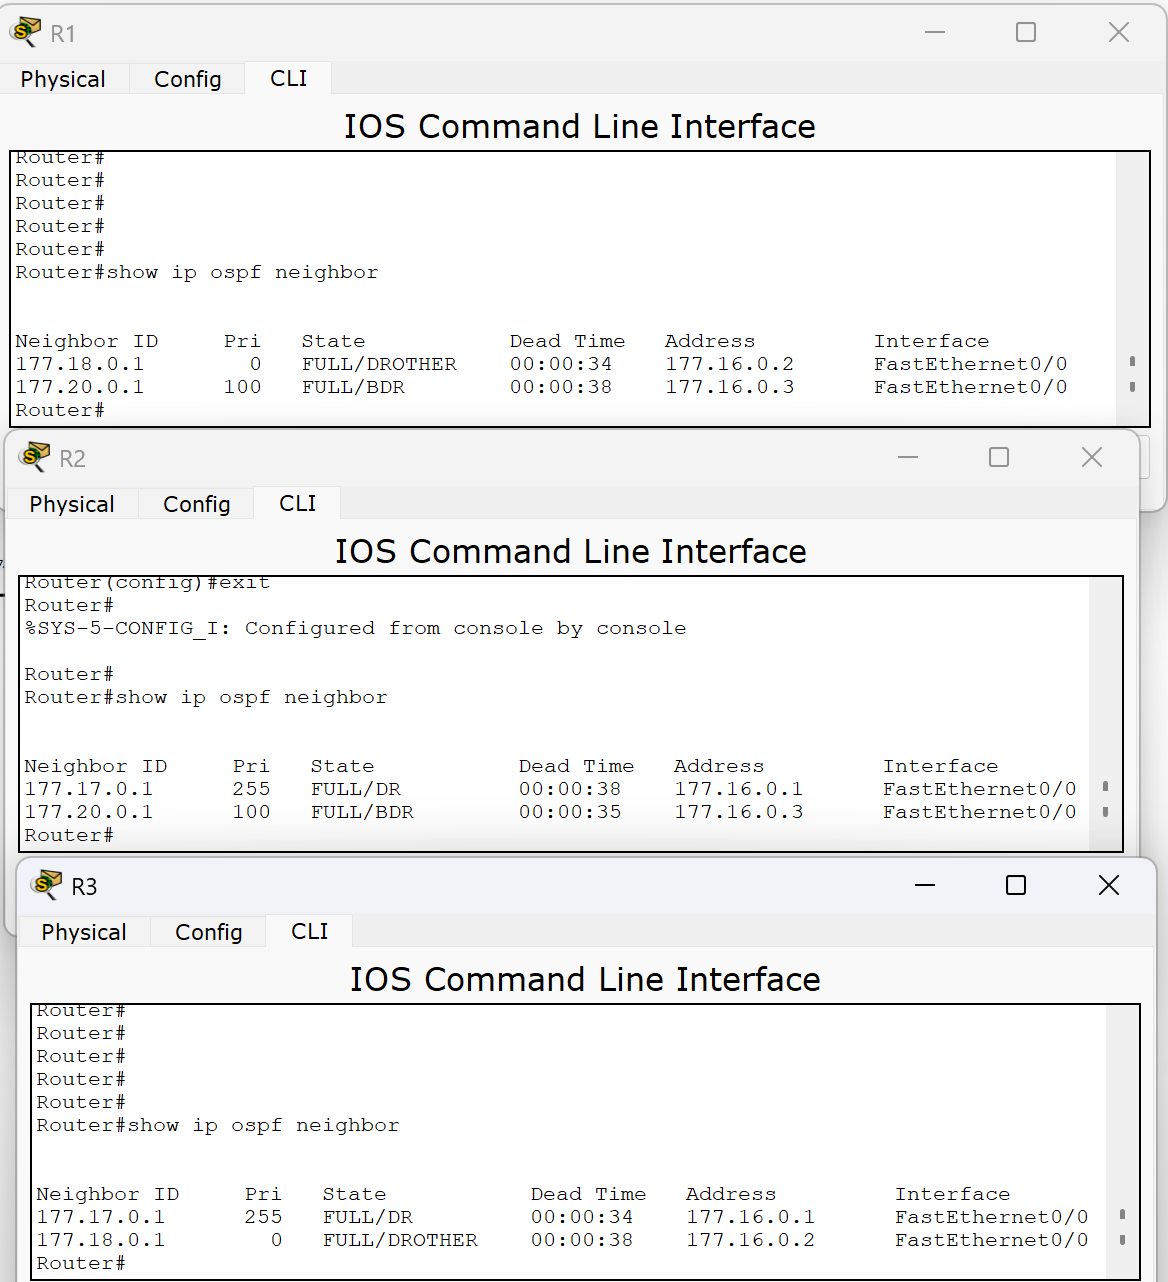 R1
Physical Config CLI
IOS Command Line Interface
Router#
Router#
Router#
Router#
Router#
Router#show ip ospf neighbor
Neighbor ID Pri State Dead Time Address Interface
177.18.0.1 0 FULL/DROTHER 00:00:34 177.16.0.2 FastEthernet0/0
177.20.0.1 100 FULL/BDR 00:00:38 177.16.0.3 FastEthernet0/0
Router#
R2
Physical Config CLI
IOS Command Line Interface
Router(config)#exit
Router#
%SYS-5-CONFIG_I: Configured from console by console
Router#
Router#show ip ospf neighbor
Neighbor ID Pri State Dead Time Address Interface
177.17.0.1 255 FULL/DR 00:00:38 177.16.0.1 FastEthernet0/0
177.20.0.1 100 FULL/BDR 00:00:35 177.16.0.3 FastEthernet0/0
Router#
R3
Physical Config CLI
IOS Command Line Interface
Router#
Router#
Router#
Router#
Router#
Router#show ip ospf neighbor
Neighbor ID Pri State Dead Time Address Interface
177.17.0.1 255 FULL/DR 00:00:34 177.16.0.1 FastEthernet0/0
177.18.0.1 0 FULL/DROTHER 00:00:38 177.16.0.2 FastEthernet0/0
Router#